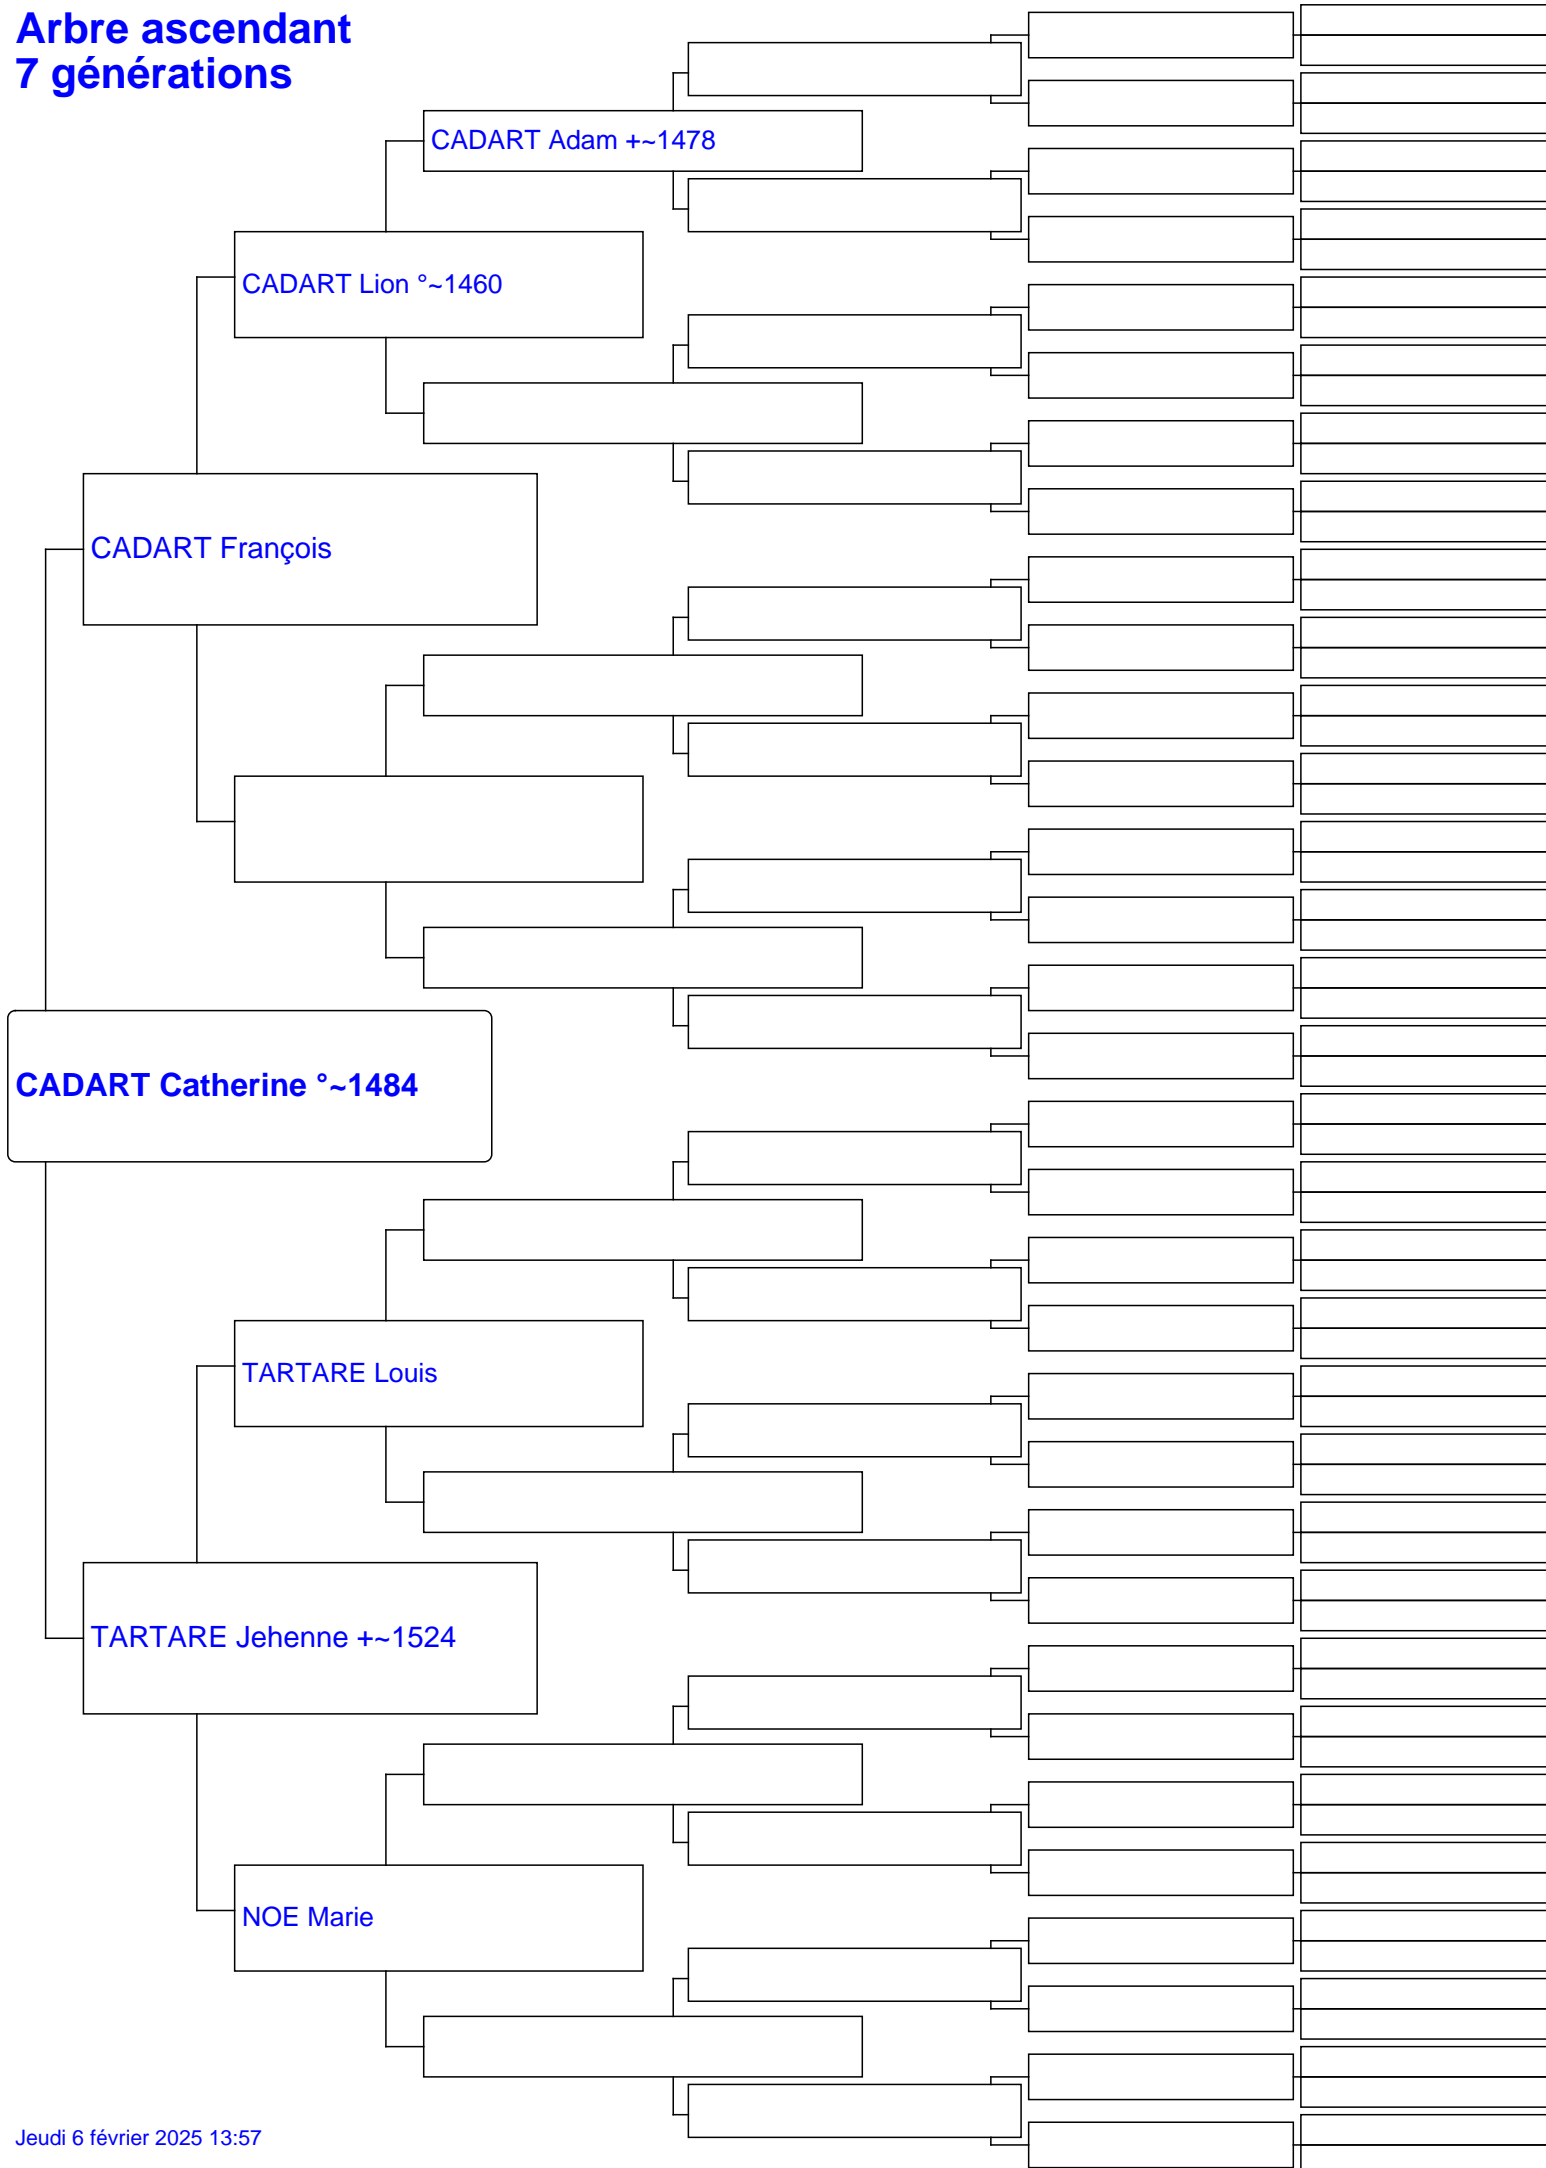 Arbre ascendant
7 générations
CADART Adam +~1478
CADART Lion °~1460
CADART François
CADART Catherine °~1484
TARTARE Louis
TARTARE Jehenne +~1524
NOE Marie
Jeudi 6 février 2025 13:57